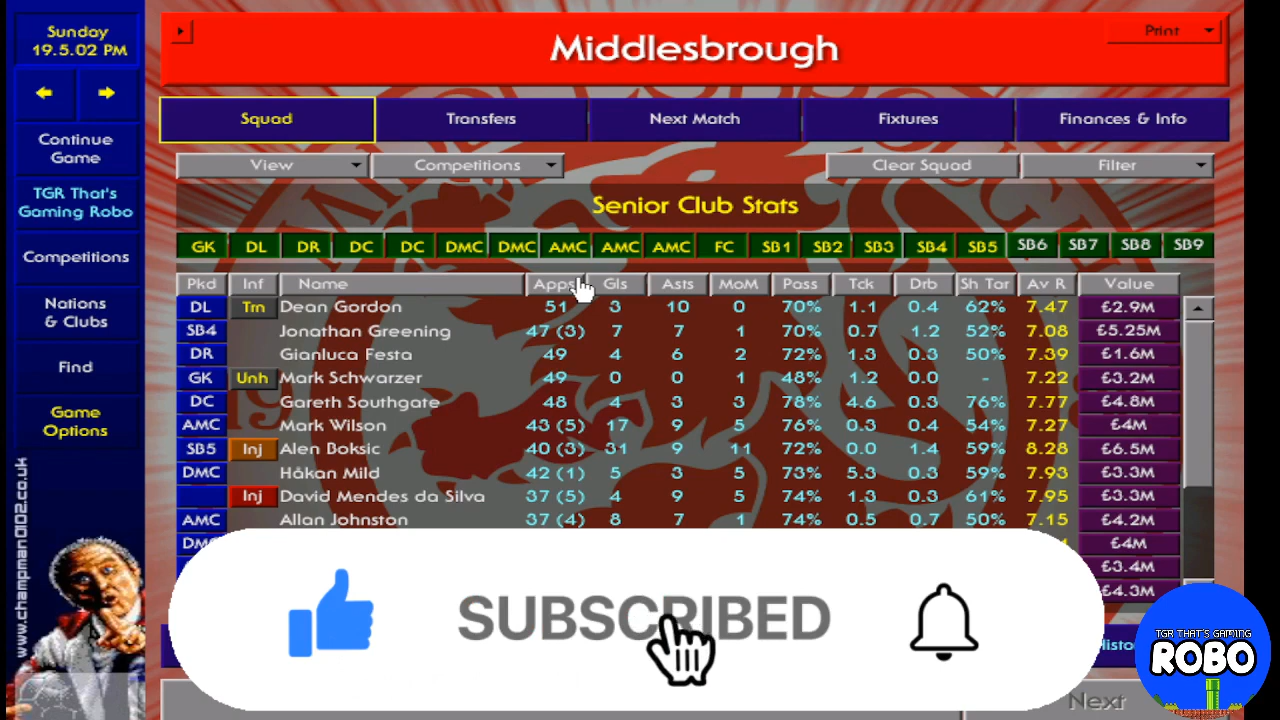 Sunday
19.5.02 PM
Continue
Game
TGR That's
Gaming Robo
Competitions
Nations
& Clubs
Find
Game
Options
www.champman0102.co.uk
Middlesbrough
Print
Squad Transfers Next Match Fixtures Finances & Info
View Competitions Clear Squad Filter
Senior Club Stats
GK DL DR DC DC DMC DMC AMC AMC AMC FC SB1 SB2 SB3 SB4 SB5 SB6 SB7 SB8 SB9
Pkd Inf Name Apps Gls Asts MoM Pass Tck Drb Sh Tar Av R Value
DL Trn Dean Gordon 51 3 10 0 70% 1.1 0.4 62% 7.47 £2.9M
SB4 Jonathan Greening 47 (3) 7 7 1 70% 0.7 1.2 52% 7.08 £5.25M
DR Gianluca Festa 49 4 6 2 72% 1.3 0.3 50% 7.39 £1.6M
GK Unh Mark Schwarzer 49 0 0 1 48% 1.2 0.0 - 7.22 £3.2M
DC Gareth Southgate 48 4 3 3 78% 4.6 0.3 76% 7.77 £4.8M
AMC Mark Wilson 43 (5) 17 9 5 76% 0.3 0.4 54% 7.27 £4M
SB5 Inj Alen Boksic 40 (3) 31 9 11 72% 0.0 1.4 59% 8.28 £6.5M
DMC Håkan Mild 42 (1) 5 3 5 73% 5.3 0.3 59% 7.93 £3.3M
Inj David Mendes da Silva 37 (5) 4 9 5 74% 1.3 0.3 61% 7.95 £3.3M
AMC Allan Johnston 37 (4) 8 7 1 74% 0.5 0.7 50% 7.15 £4.2M
£4M
£3.4M
£4.3M
SUBSCRIBED
Next
TGR THAT'S GAMING
ROBO